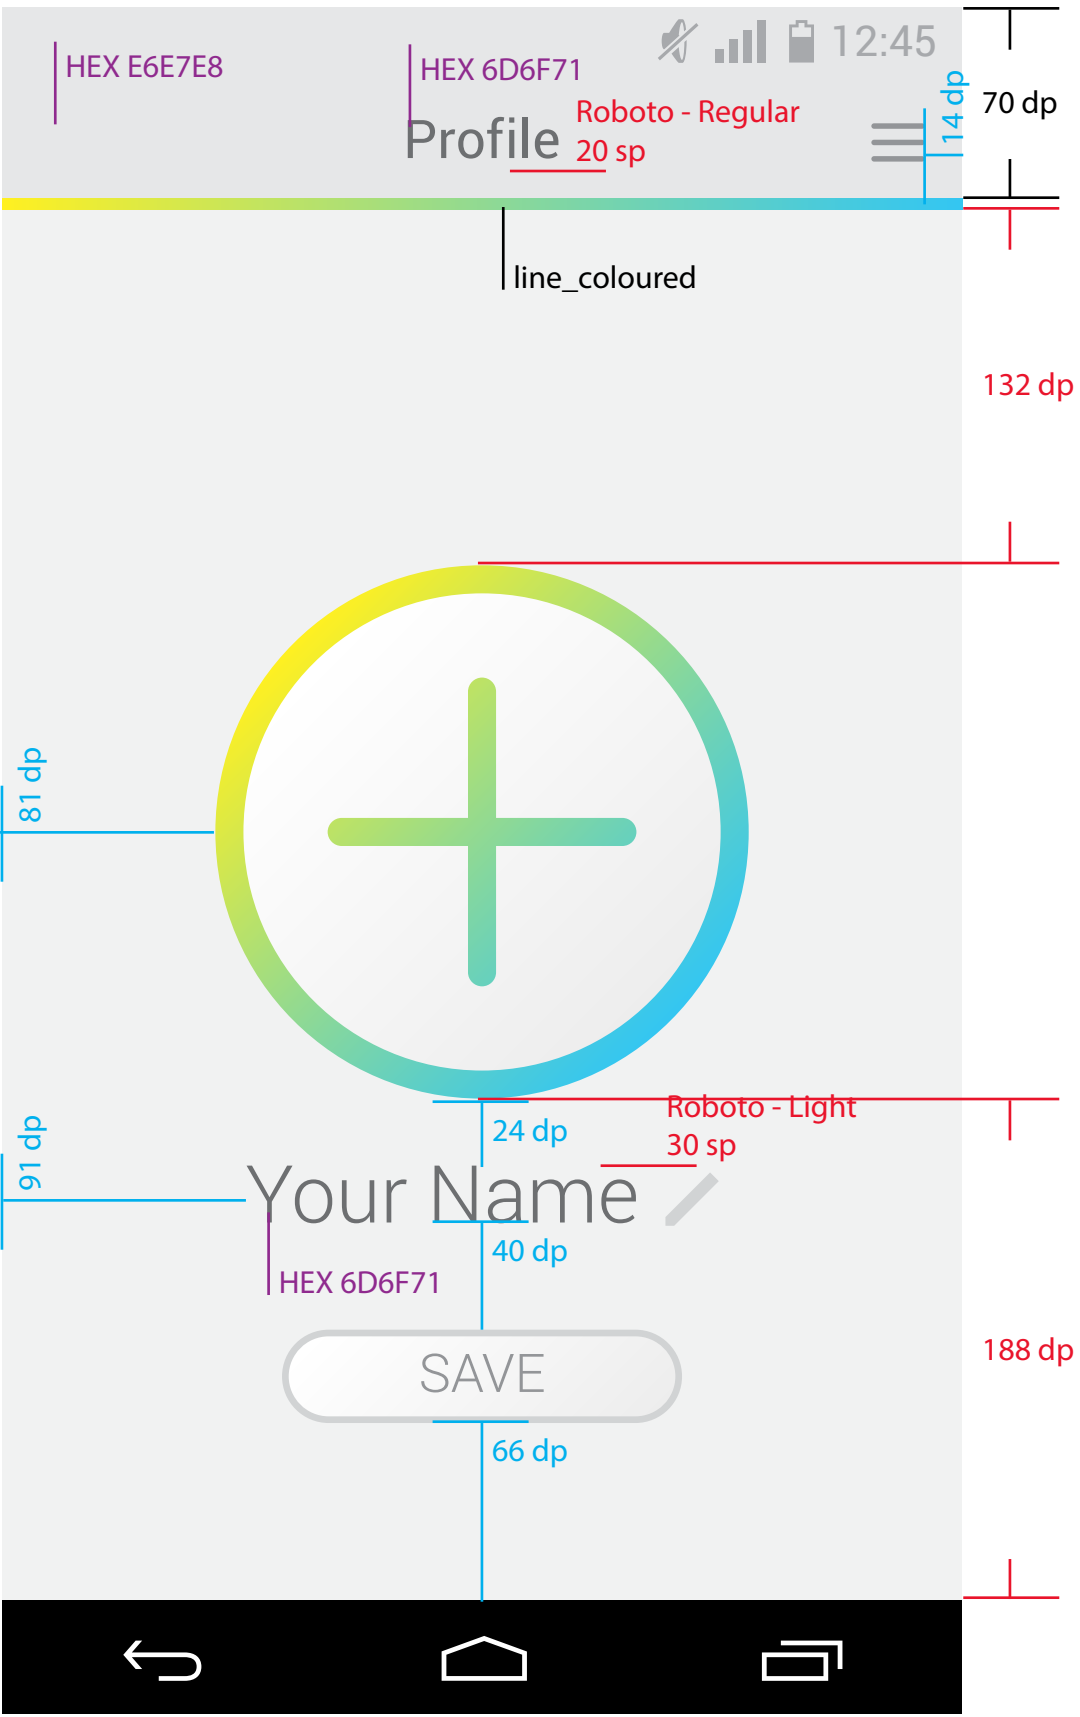 12:45
HEX E6E7E8
HEX 6D6F71
14 dp
70 dp
Roboto - Regular
Profile
20 sp
line_coloured
132 dp
81 dp
Roboto - Light
24 dp
30 sp
91 dp
Your Name
40 dp
HEX 6D6F71
188 dp
SAVE
66 dp